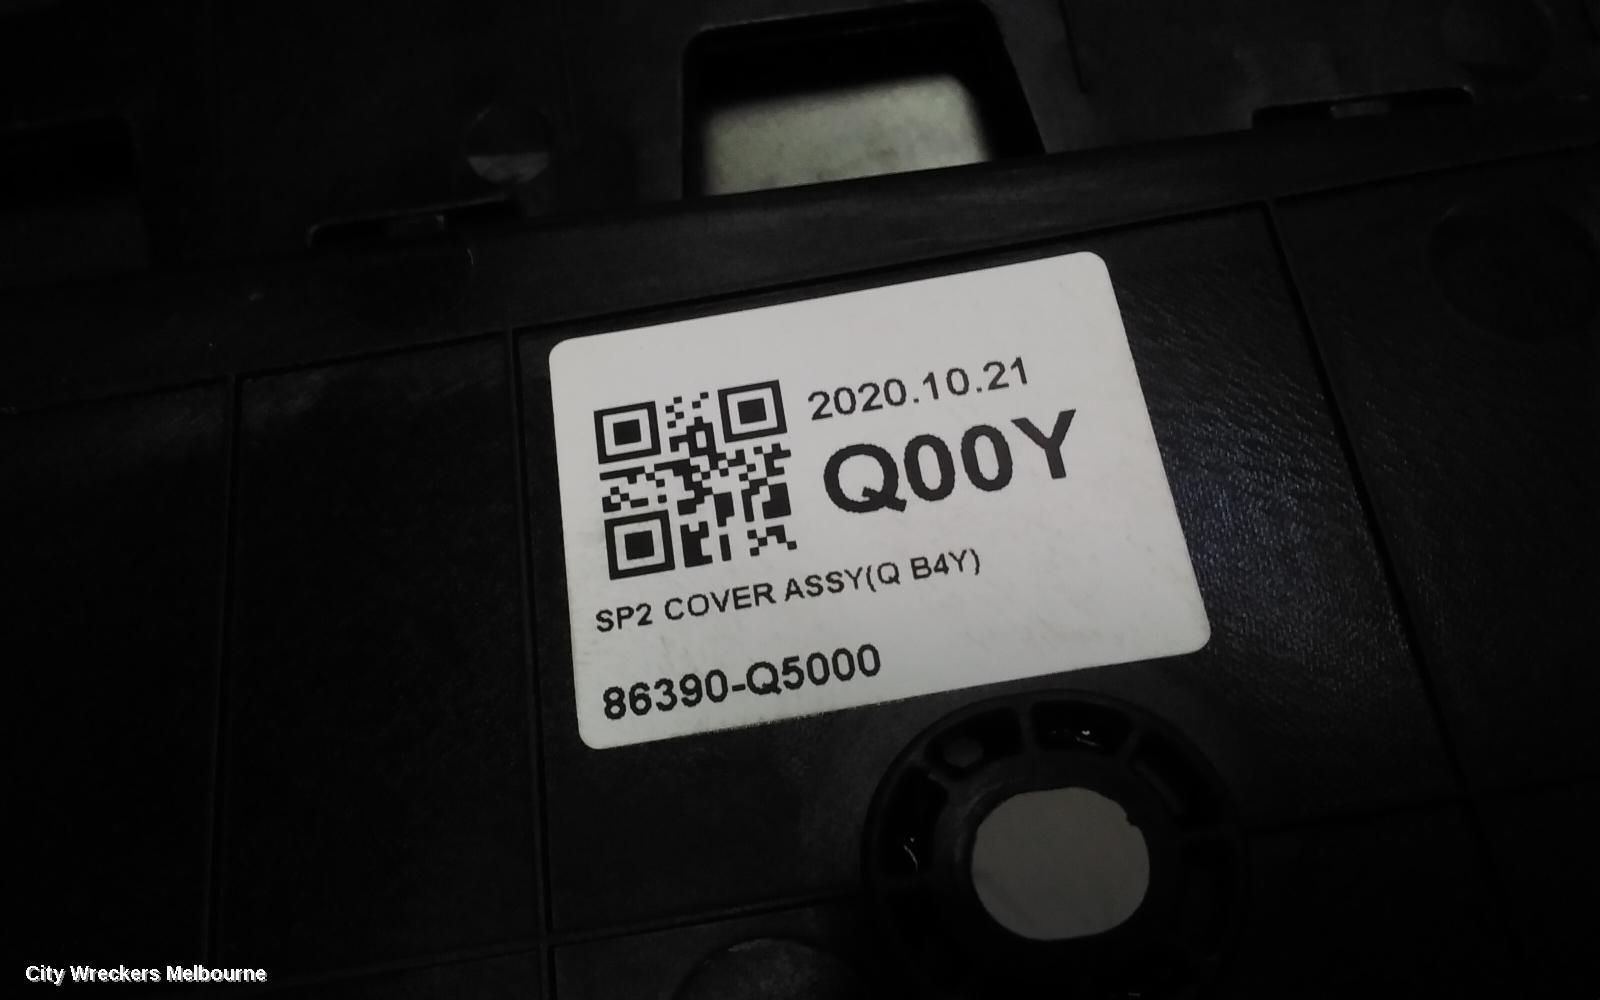 2020.10.21
Q00Y
SP2 COVER ASSY(Q B4Y)
86390-Q5000
City Wreckers Melbourne